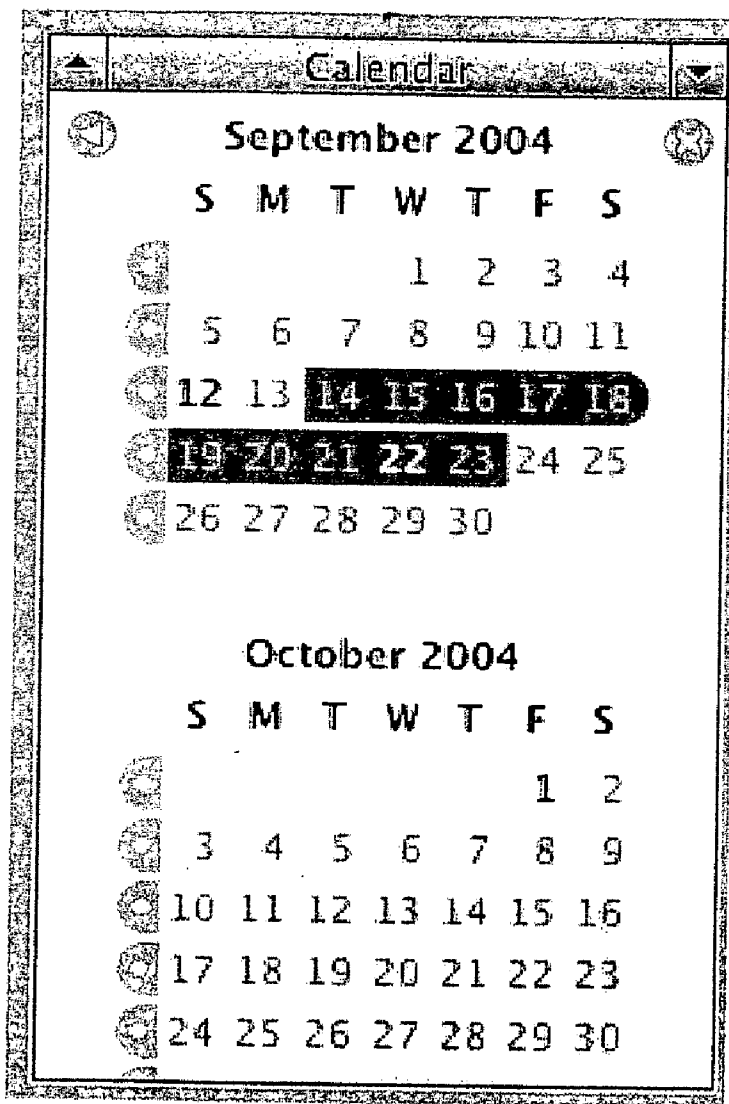 Calendar
September 2004
S M T W T F S
1 2 3 4
5 6 7 8 9 10 11
12 13 14 15 16 17 18
19 20 21 22 23 24 25
26 27 28 29 30
October 2004
S M T W T F S
1 2
3 4 5 6 7 8 9
10 11 12 13 14 15 16
17 18 19 20 21 22 23
24 25 26 27 28 29 30